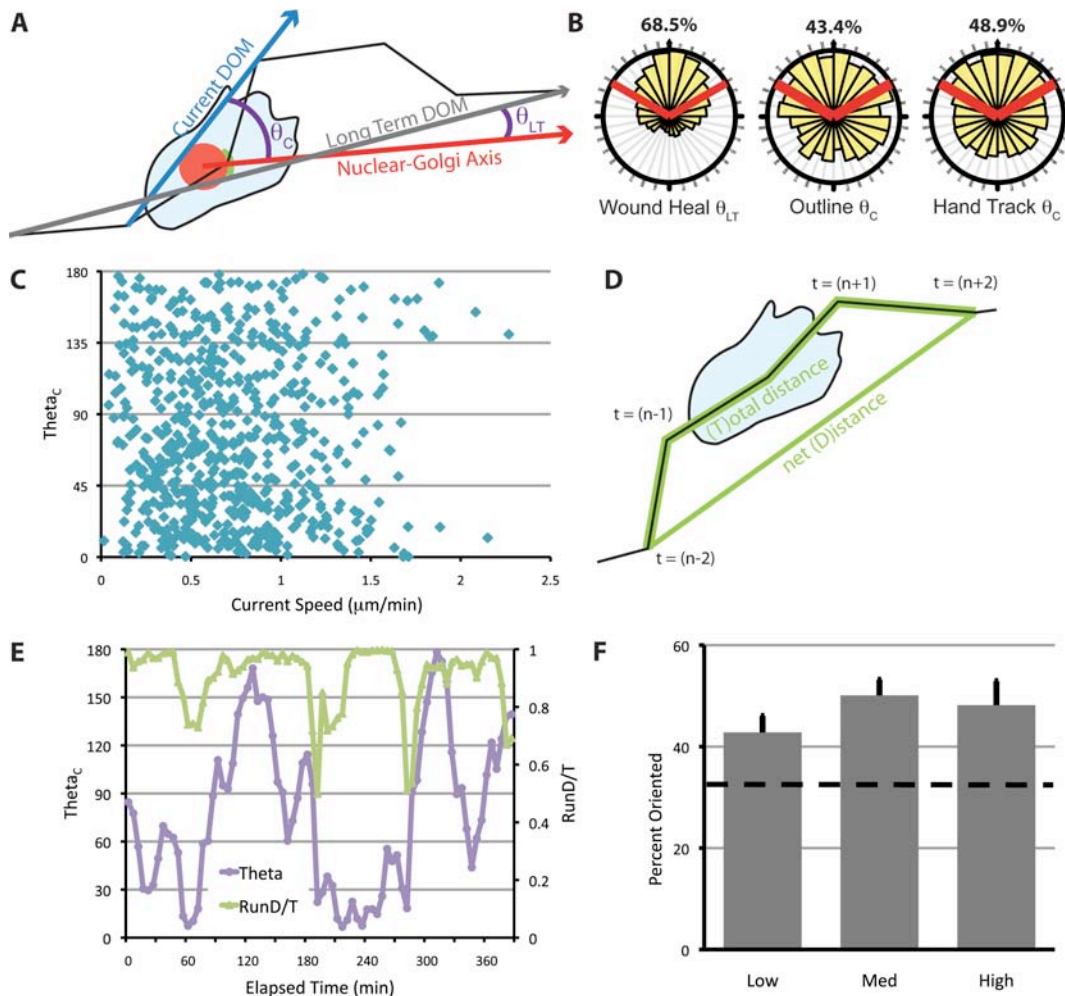 A
Current DOM
θC
Long Term DOM
θLT
Nuclear-Golgi Axis
B
68.5%
43.4%
48.9%
Wound Heal θLT
Outline θC
Hand Track θC
C
180
135
90
45
0
ThetaC
0
0.5
1
1.5
2
2.5
Current Speed (μm/min)
D
t = (n+1)
t = (n+2)
t = (n-1)
(T)otal distance
net (D)istance
t = (n-2)
E
180
150
120
90
60
30
0
ThetaC
Theta
RunD/T
1
0.8
0.6
0.4
0.2
0
RunD/T
0
60
120
180
240
300
360
Elapsed Time (min)
F
60
40
20
0
Percent Oriented
Low
Med
High